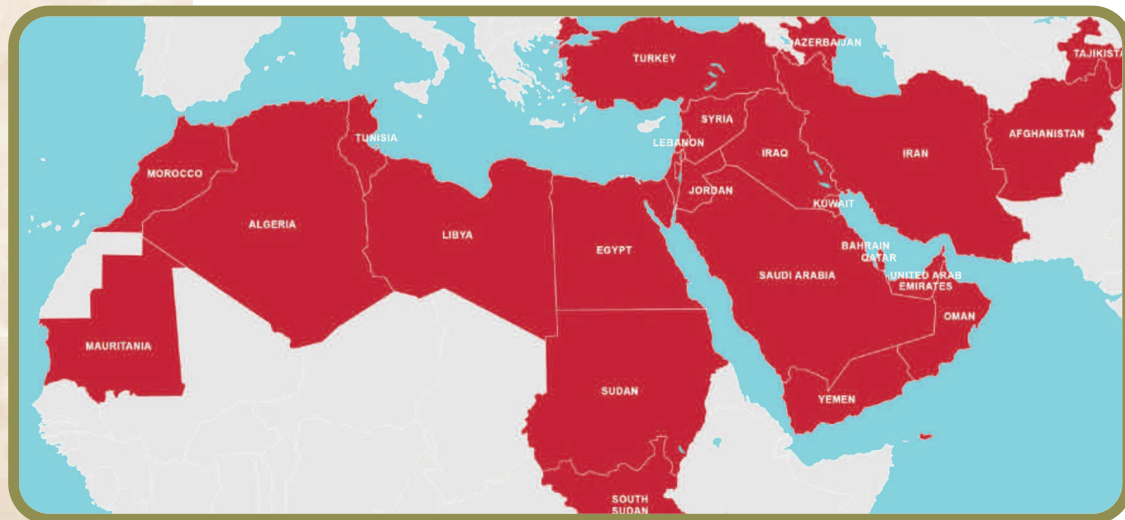 TURKEY
AZERBAIJAN
TAJIKISTA
SYRIA
AFGHANISTAN
TUNISIA
LEBANON
IRAQ
IRAN
MOROCCO
JORDAN
KUWAIT
ALGERIA
LIBYA
EGYPT
BAHRAIN
QATAR
SAUDI ARABIA
UNITED ARAB
EMIRATES
OMAN
MAURITANIA
SUDAN
YEMEN
SOUTH
SUDAN